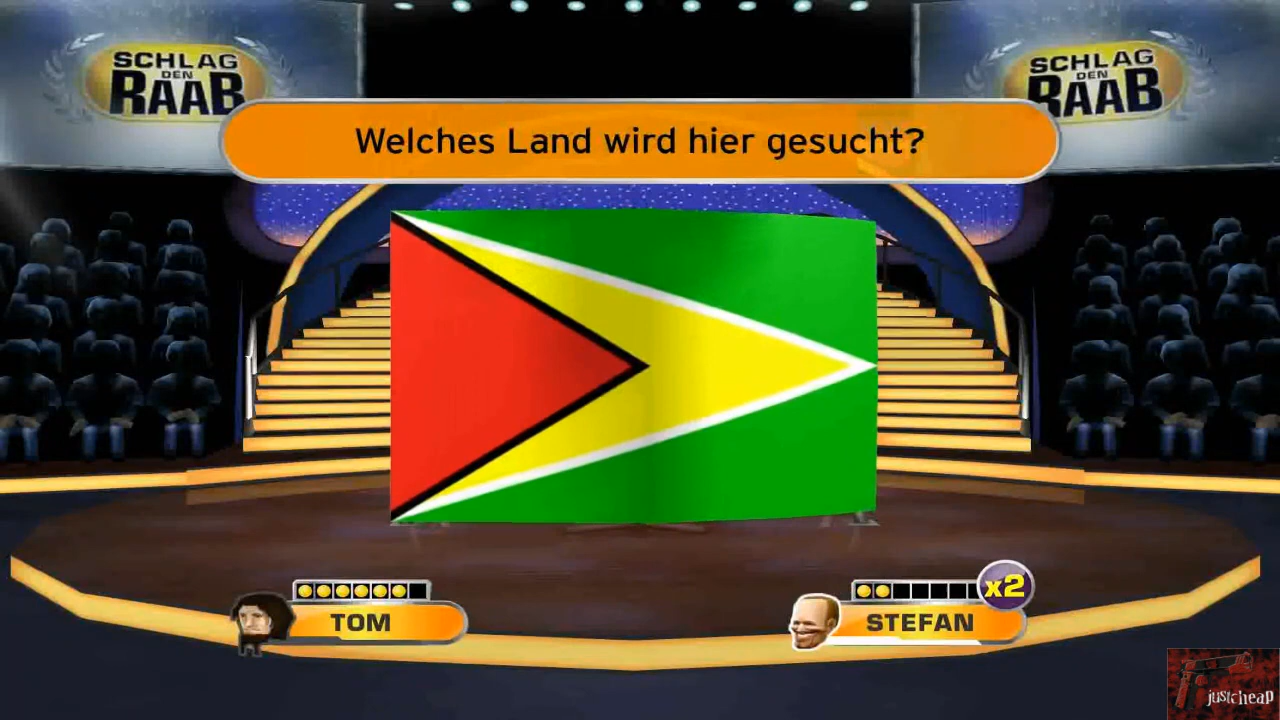 SCHLAG
DEN
RAAB
SCHLAG
DEN
RAAB
Welches Land wird hier gesucht?
x2
TOM
STEFAN
justcheap